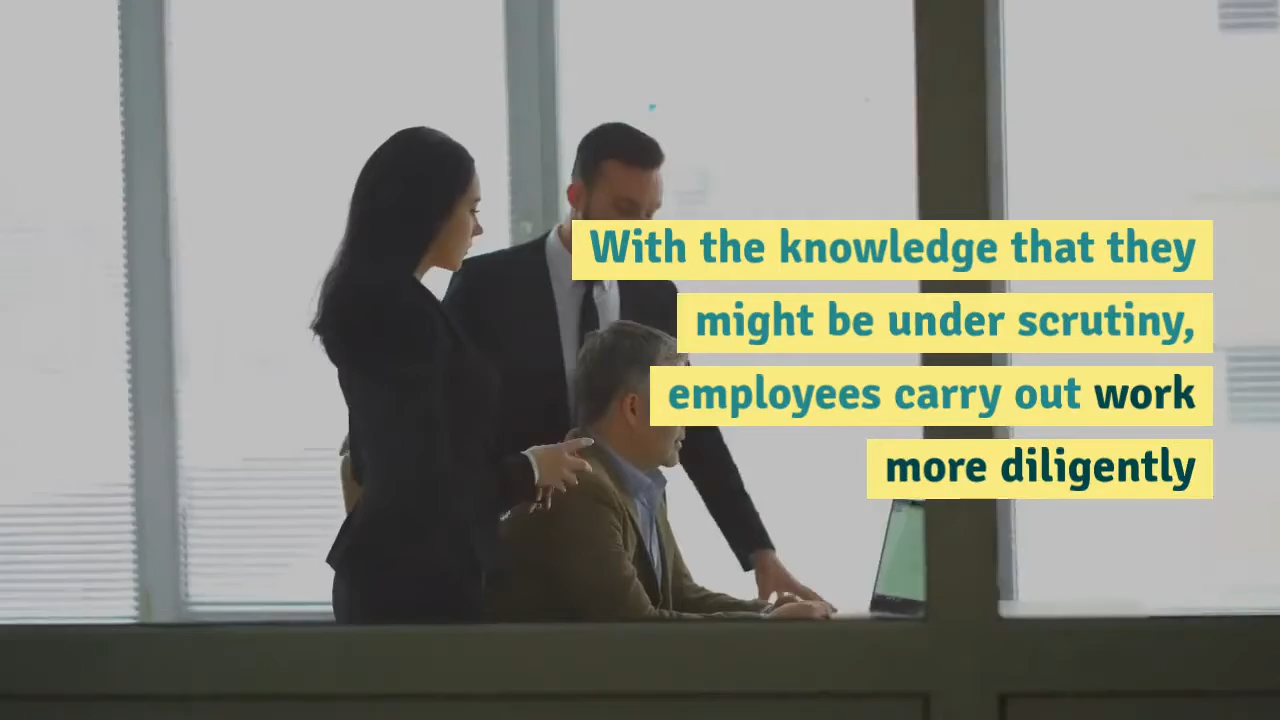 With the knowledge that they
might be under scrutiny,
employees carry out work
more diligently